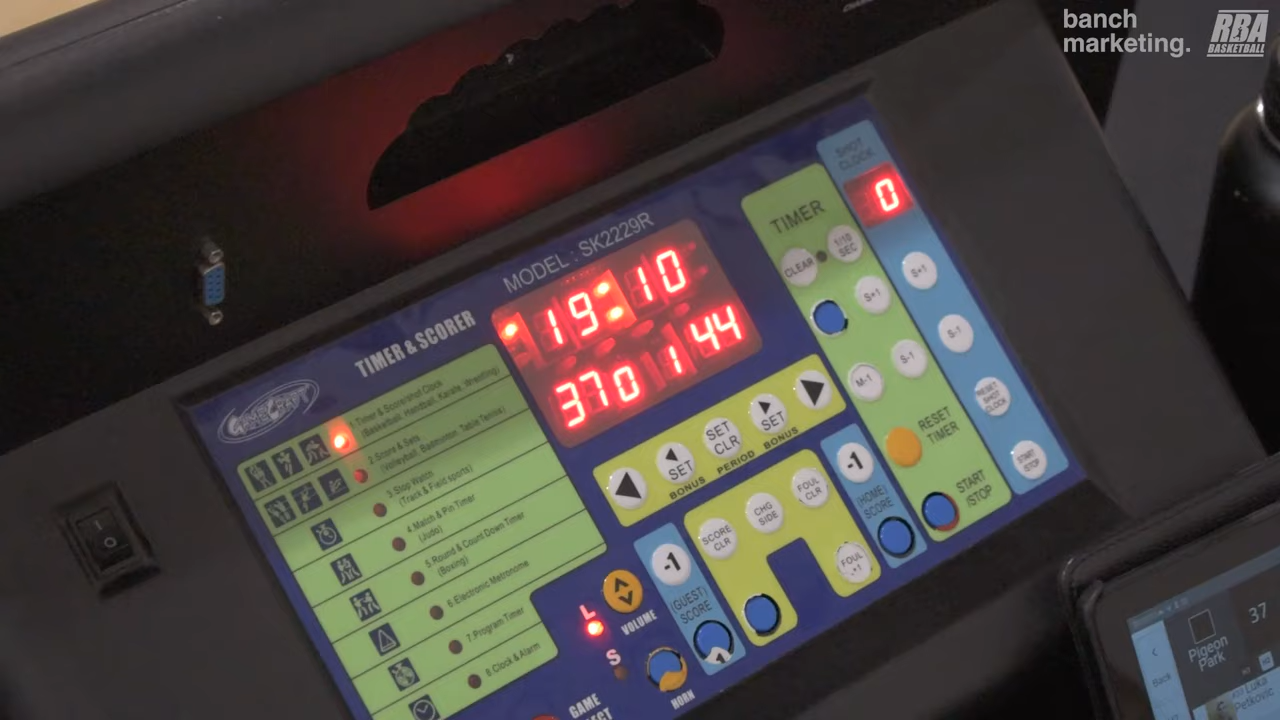 banch
marketing.
RBA
BASKETBALL
SHOT
CLOCK
0
TIMER
CLEAR
1/10
SEC
S+1
S+1
S-1
S-1
M-1
RESET
SHOT
CLOCK
RESET
TIMER
START
/STOP
START
/STOP
MODEL : SK2229R
TIMER & SCORER
19:10
370 1 44
1.Timer & Score/shot Clock
(Basketball, Handball, Karate, Wrestling)
2.Score & Sets
(Volleyball, Badminton, Table Tennis)
3.Stop Watch
(Track & Field sports)
4.Match & Pin Timer
(Judo)
5.Round & Count Down Timer
(Boxing)
6.Electronic Metronome
7.Program Timer
8.Clock & Alarm
SET
SET
CLR
SET
BONUS PERIOD BONUS
SCORE
CLR
CHG
SIDE
FOUL
CLR
FOUL
+1
-1
(HOME)
SCORE
-1
(GUEST)
SCORE
VOLUME
L
S
HORN
GAME
I
Back
Pigeon
Park
37
Luka
Petkovic